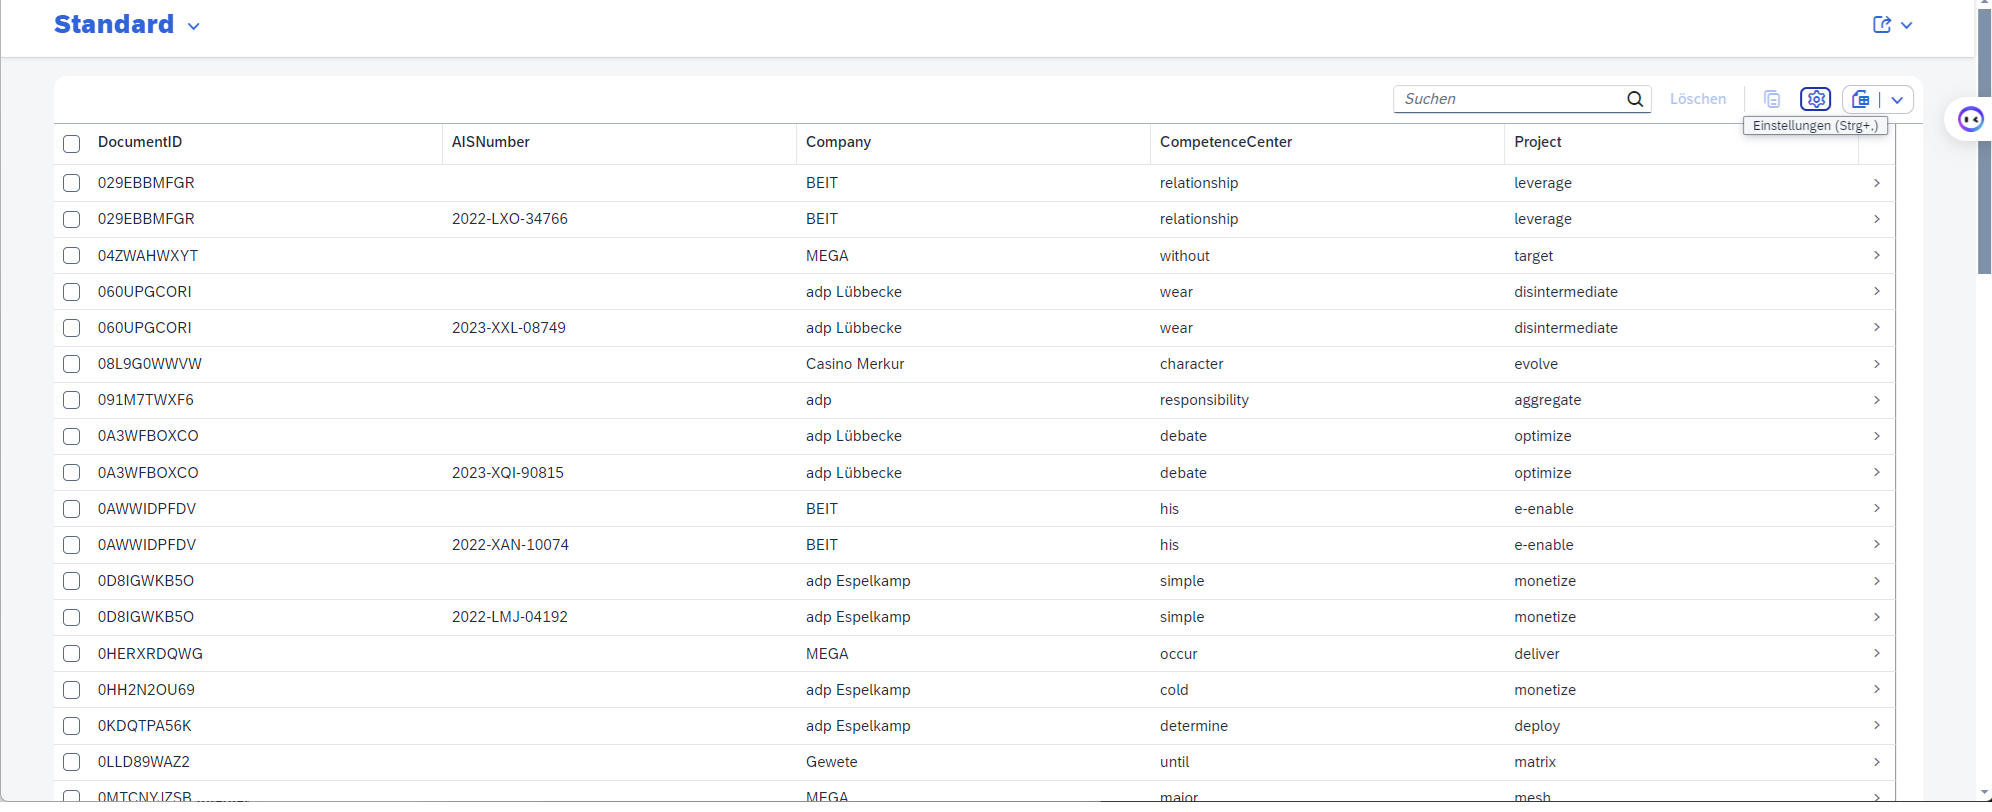 Standard
Suchen Löschen
Einstellungen (Strg+,)
DocumentID AISNumber Company CompetenceCenter Project
029EBBMFGR BEIT relationship leverage
029EBBMFGR 2022-LXO-34766 BEIT relationship leverage
04ZWAHWXYT MEGA without target
060UPGCORI adp Lübbecke wear disintermediate
060UPGCORI 2023-XXL-08749 adp Lübbecke wear disintermediate
08L9G0WWVW Casino Merkur character evolve
091M7TWXF6 adp responsibility aggregate
0A3WFBOXCO adp Lübbecke debate optimize
0A3WFBOXCO 2023-XQI-90815 adp Lübbecke debate optimize
0AWWIDPFDV BEIT his e-enable
0AWWIDPFDV 2022-XAN-10074 BEIT his e-enable
0D8IGWKB5O adp Espelkamp simple monetize
0D8IGWKB5O 2022-LMJ-04192 adp Espelkamp simple monetize
0HERXRDQWG MEGA occur deliver
0HH2N2OU69 adp Espelkamp cold monetize
0KDQTPA56K adp Espelkamp determine deploy
0LLD89WAZ2 Gewete until matrix
0MTCNYJZSB MEGA major mesh